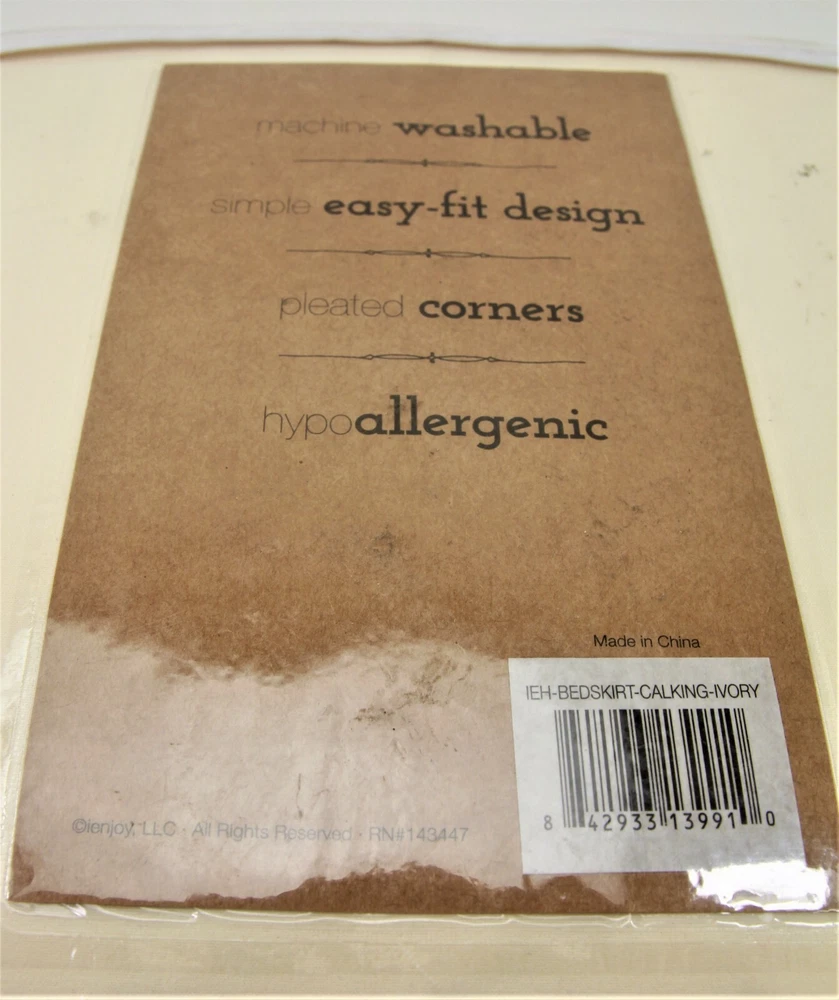 machine washable
simple easy-fit design
pleated corners
hypoallergenic
Made in China
IEH-BEDSKIRT-CALKING-IVORY
8 42933 13991 0
©ienjoy, LLC · All Rights Reserved · RN#143447